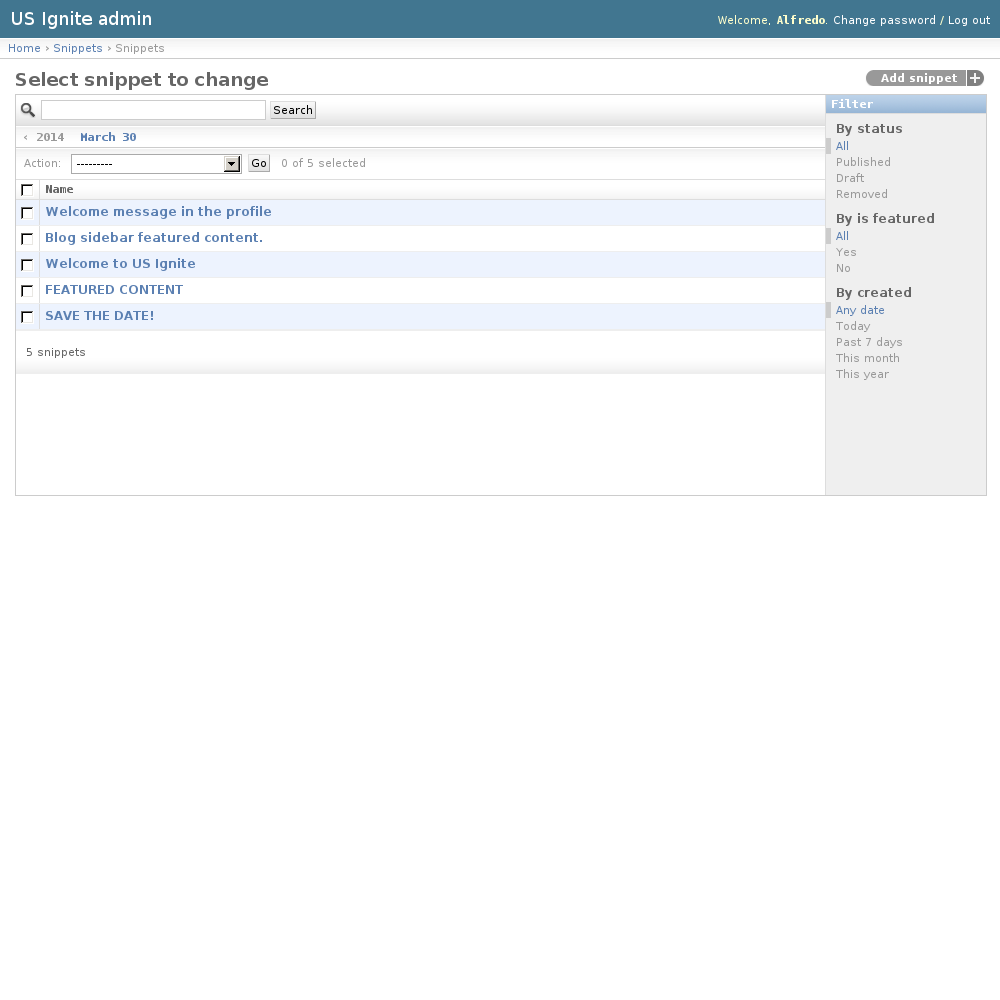 US Ignite admin
Welcome, Alfredo. Change password / Log out
Home › Snippets › Snippets
Select snippet to change
Add snippet
Search
‹ 2014 March 30
Action: --------- Go 0 of 5 selected
Name
Welcome message in the profile
Blog sidebar featured content.
Welcome to US Ignite
FEATURED CONTENT
SAVE THE DATE!
5 snippets
Filter
By status
All
Published
Draft
Removed
By is featured
All
Yes
No
By created
Any date
Today
Past 7 days
This month
This year